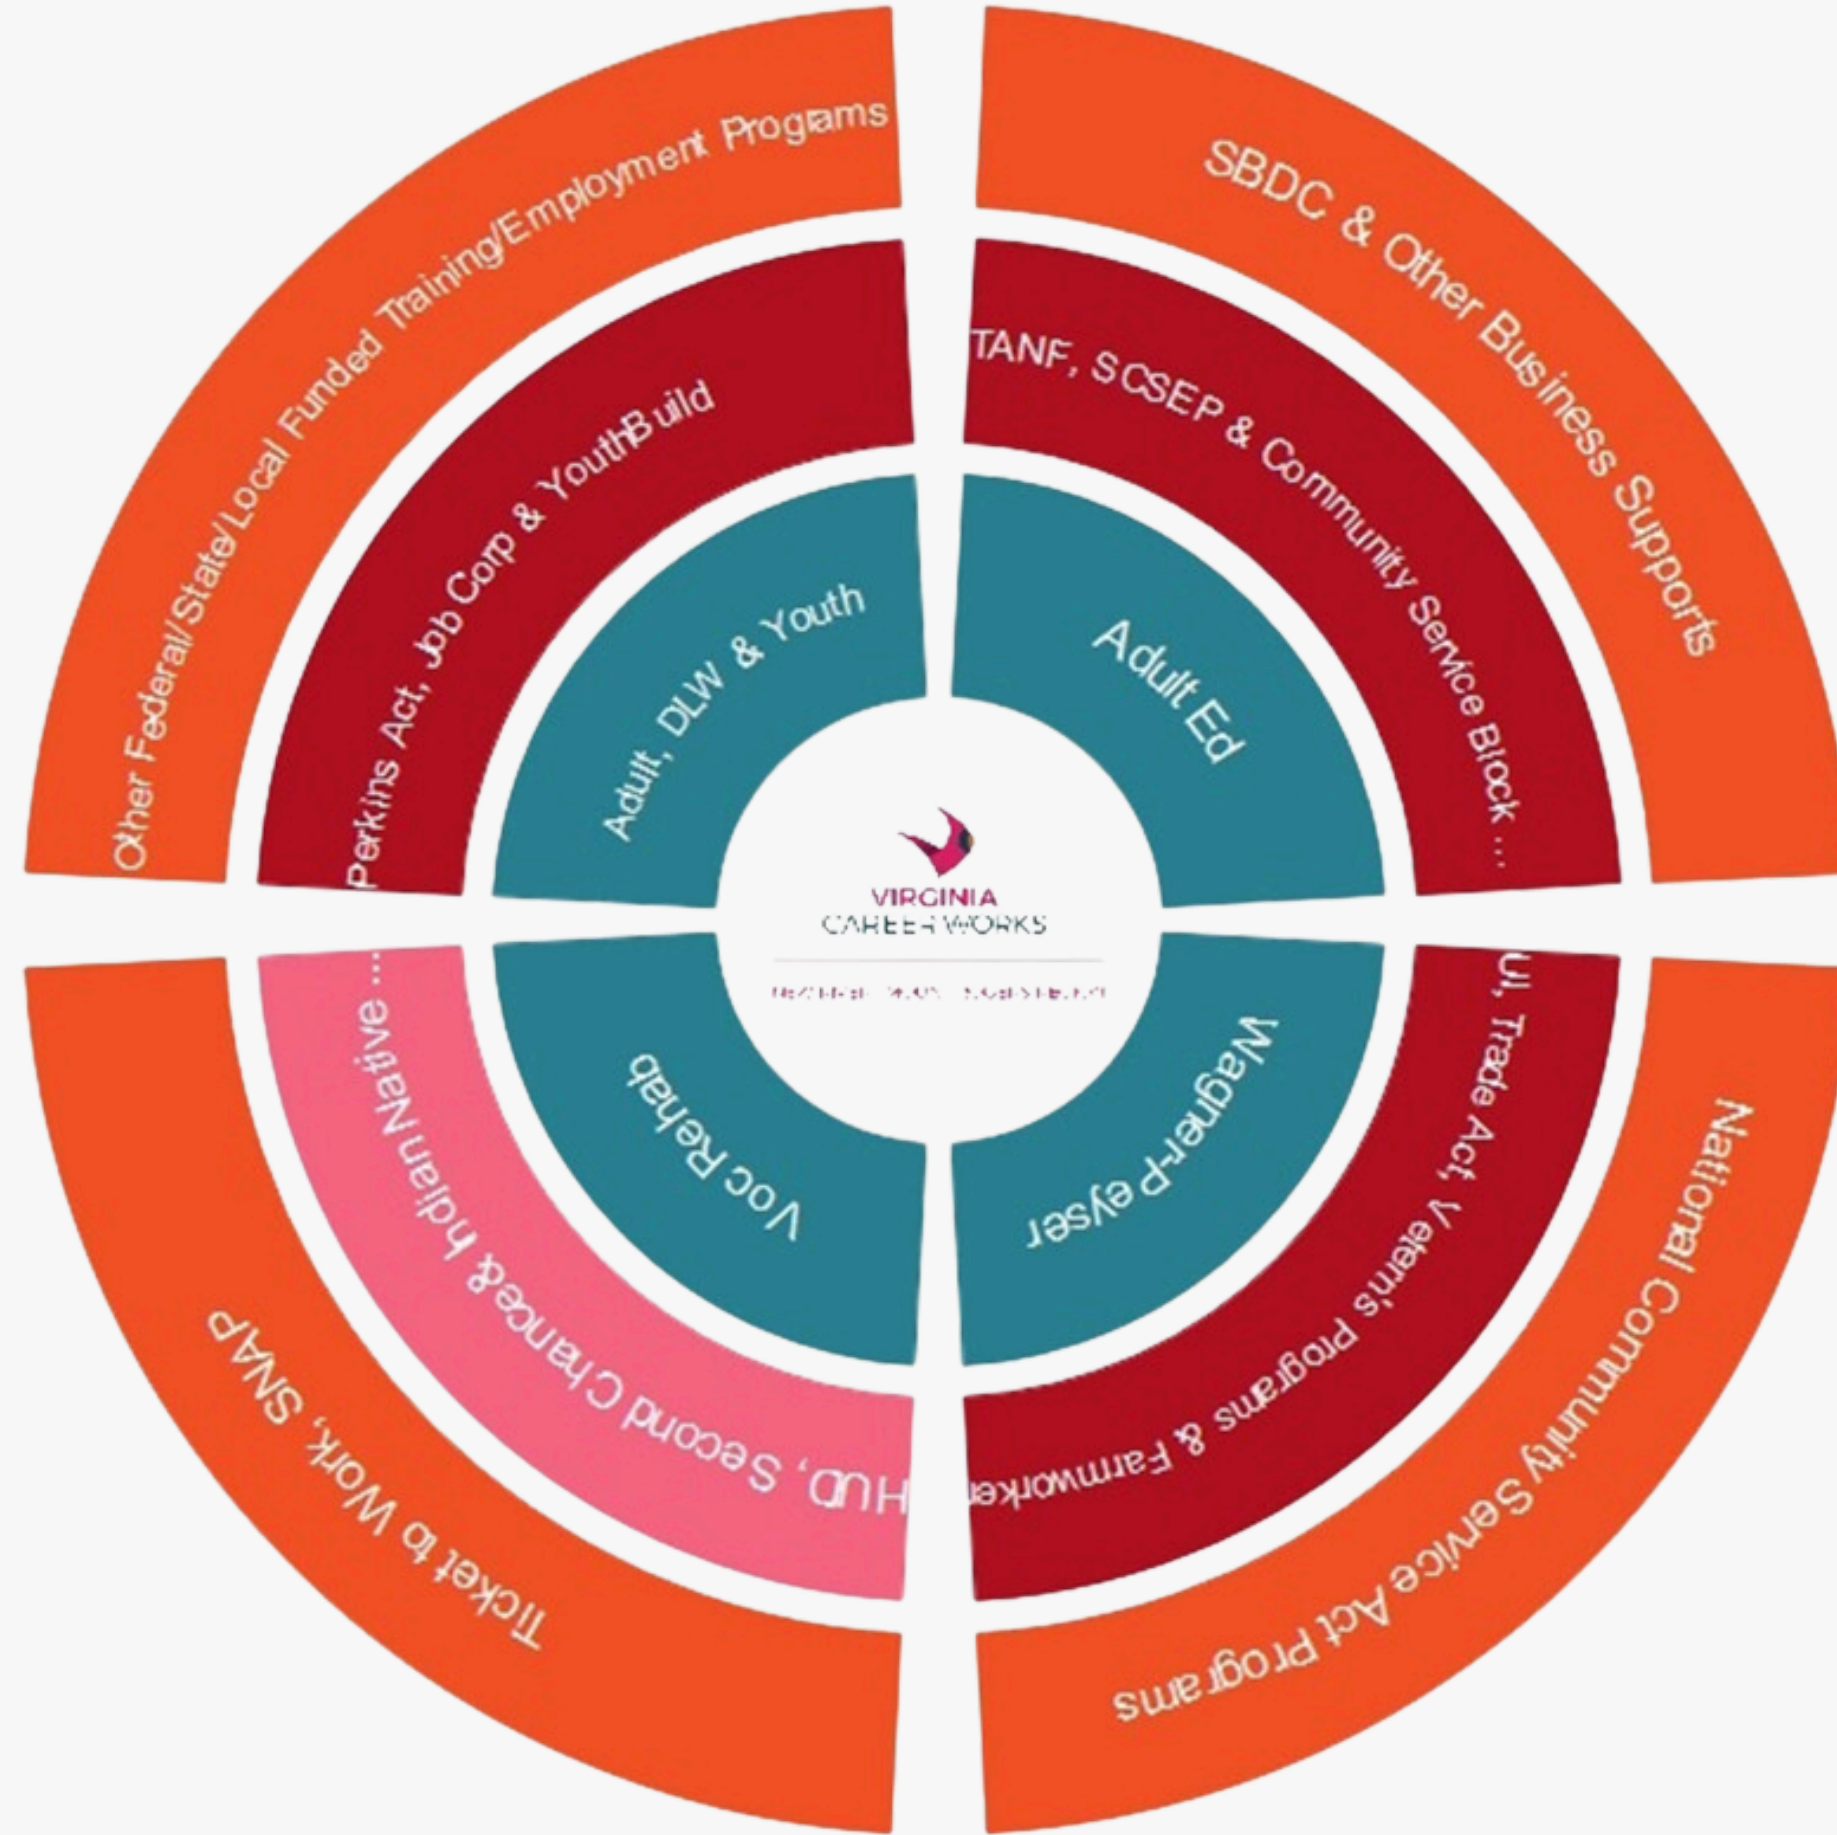 Other Federal/State/Local Funded Training/Employment Programs
SBDC & Other Business Supports
Perkins Act, Job Corp & YouthBuild
TANF, SCSEP & Community Service Block ...
Adult, DLW & Youth
Adult Ed
VIRGINIA
CAREER WORKS
Voc Rehab
Wagner-Peyser
HUD, Second Chance & Indian Native ...
UI, Trade Act, Vetern's Programs & Farmworker
Ticket to Work, SNAP
National Community Service Act Programs